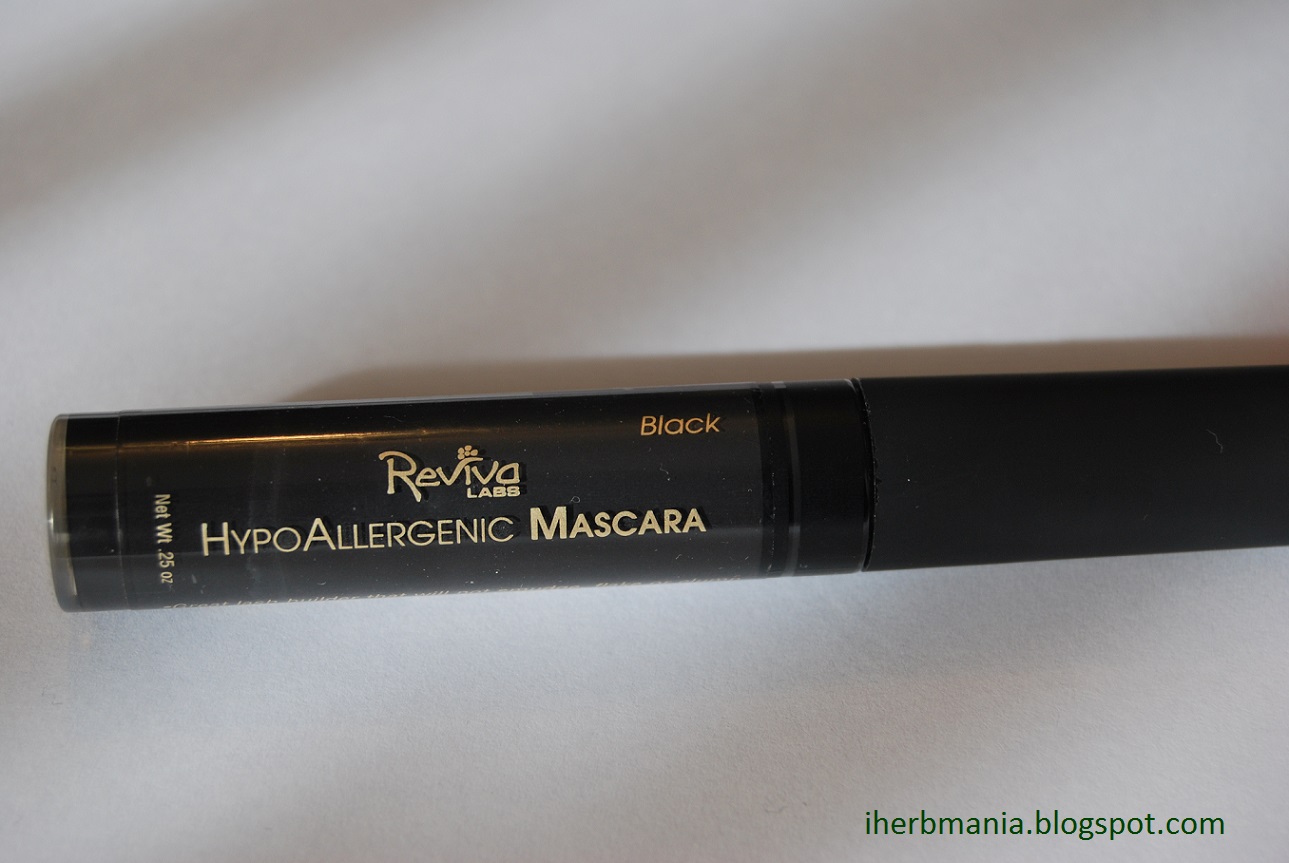 Black
Reviva
LABS
HYPOALLERGENIC MASCARA
Net Wt .25 oz
iherbmania.blogspot.com